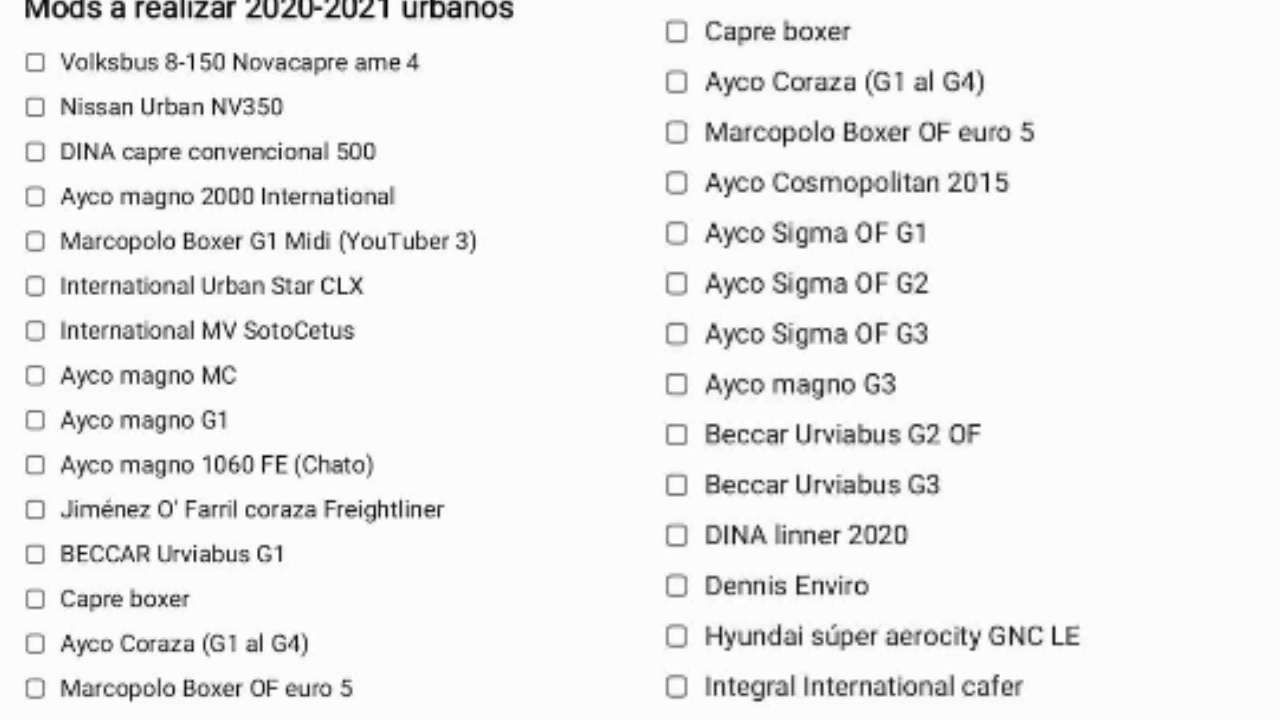 Mods a realizar 2020-2021 urbanos
Volksbus 8-150 Novacapre ame 4
Nissan Urban NV350
DINA capre convencional 500
Ayco magno 2000 International
Marcopolo Boxer G1 Midi (YouTuber 3)
International Urban Star CLX
International MV SotoCetus
Ayco magno MC
Ayco magno G1
Ayco magno 1060 FE (Chato)
Jiménez O' Farril coraza Freightliner
BECCAR Urviabus G1
Capre boxer
Ayco Coraza (G1 al G4)
Marcopolo Boxer OF euro 5
Capre boxer
Ayco Coraza (G1 al G4)
Marcopolo Boxer OF euro 5
Ayco Cosmopolitan 2015
Ayco Sigma OF G1
Ayco Sigma OF G2
Ayco Sigma OF G3
Ayco magno G3
Beccar Urviabus G2 OF
Beccar Urviabus G3
DINA linner 2020
Dennis Enviro
Hyundai súper aerocity GNC LE
Integral International cafer